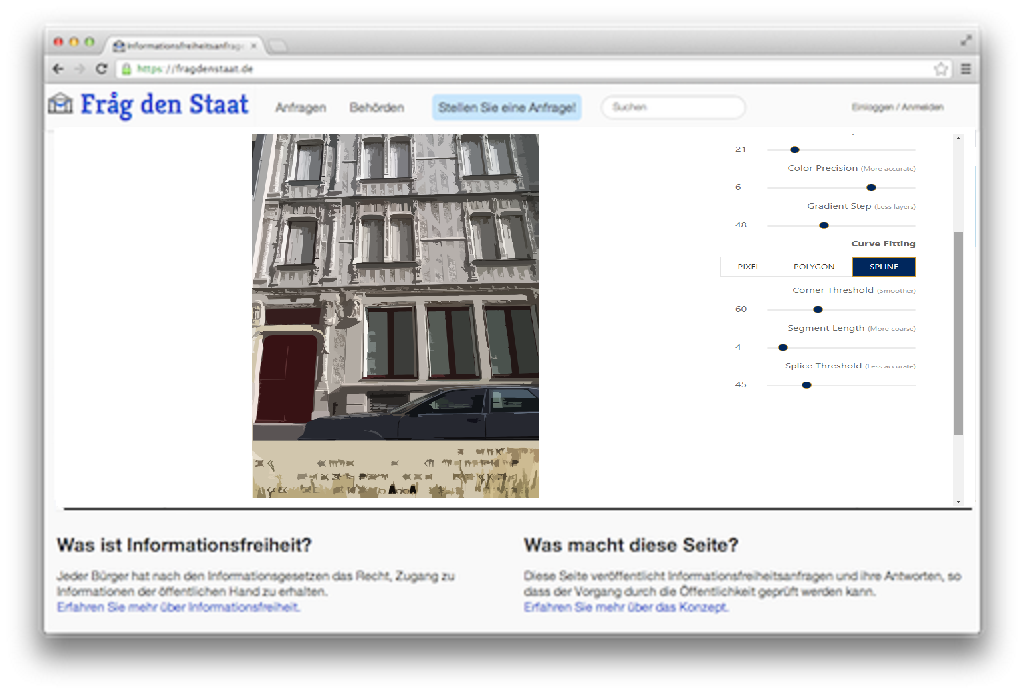 Informationsfreiheitsanfrage
https://fragdenstaat.de
Fråg den Staat
Anfragen
Behörden
Stellen Sie eine Anfrage!
Suchen
Einloggen / Anmelden
21
Color Precision (More accurate)
6
Gradient Step (Less layers)
48
Curve Fitting
PIXEL POLYGON SPLINE
Corner Threshold (Smoother)
60
Segment Length (More coarse)
4
Splice Threshold (Less accurate)
45
Was ist Informationsfreiheit?
Jeder Bürger hat nach den Informationsgesetzen das Recht, Zugang zu
Informationen der öffentlichen Hand zu erhalten.
Erfahren Sie mehr über Informationsfreiheit.
Was macht diese Seite?
Diese Seite veröffentlicht Informationsfreiheitsanfragen und ihre Antworten, so
dass der Vorgang durch die Öffentlichkeit geprüft werden kann.
Erfahren Sie mehr über das Konzept.